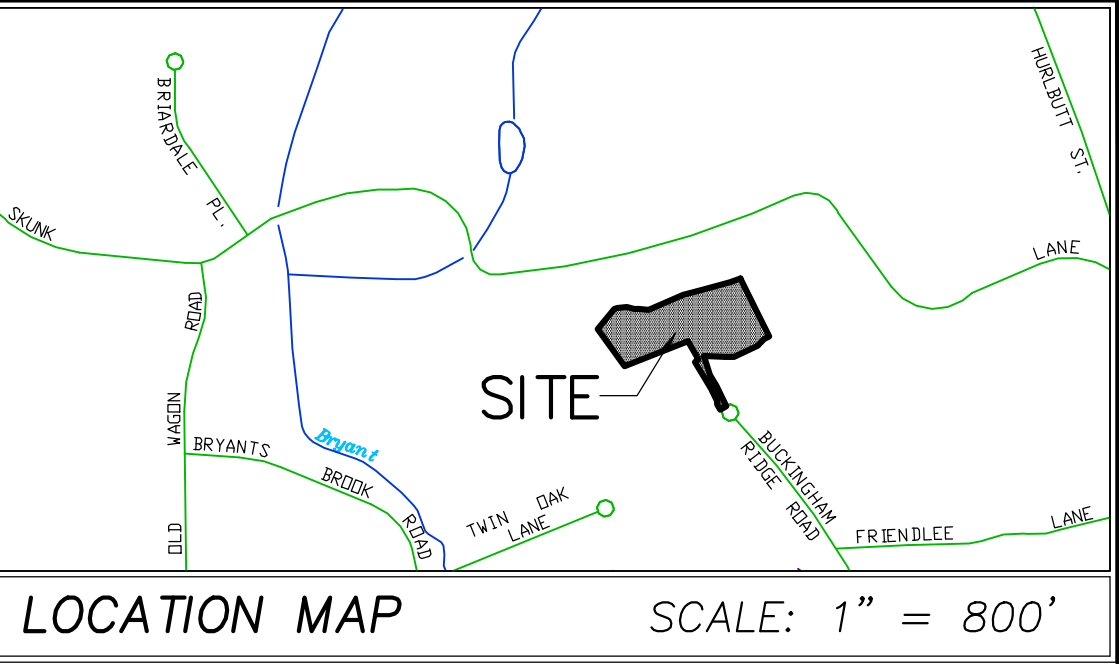 BRIARDALE PL.
HURLBUTT ST.
SKUNK LANE
OLD WAGON ROAD
SITE
Bryant
BRYANTS BROOK ROAD
TWIN OAK
LANE
BUCKINGHAM
RIDGE ROAD
FRIENDLEE LANE
LOCATION MAP
SCALE: 1" = 800'